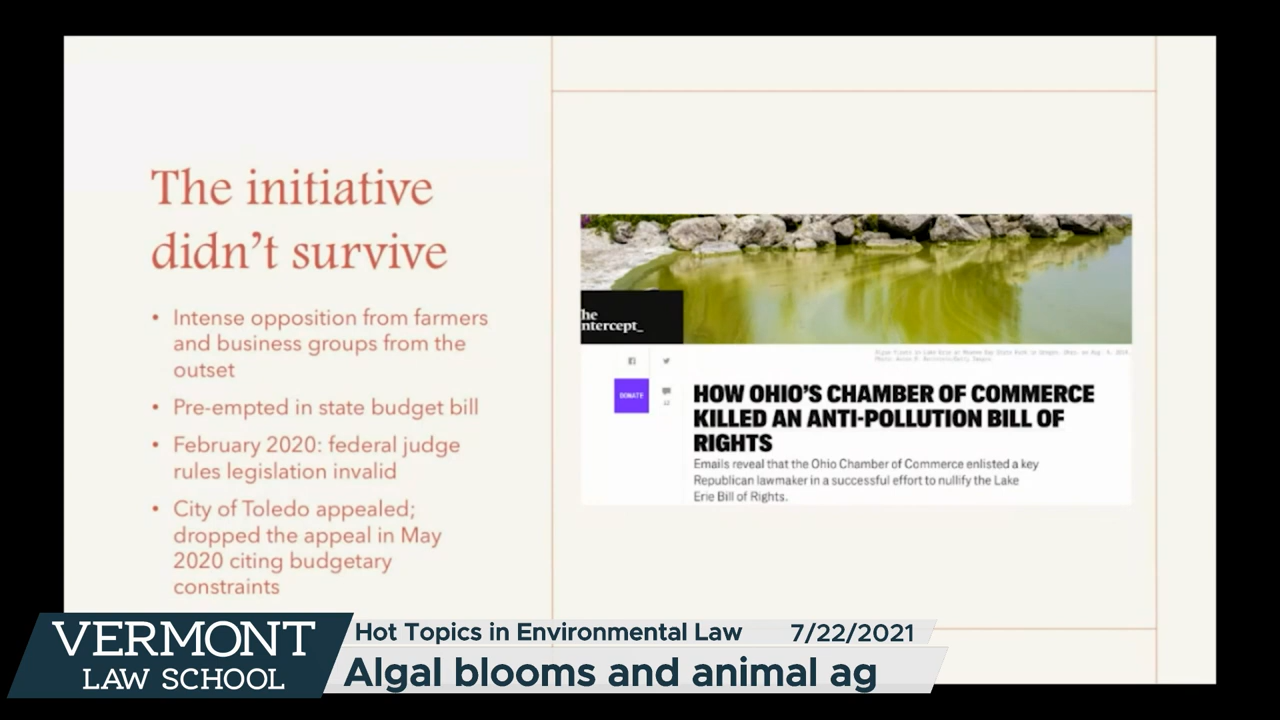 The initiative
didn't survive
• Intense opposition from farmers
and business groups from the
outset
• Pre-empted in state budget bill
• February 2020: federal judge
rules legislation invalid
• City of Toledo appealed;
dropped the appeal in May
2020 citing budgetary
constraints
he
ntercept_
DONATE
HOW OHIO'S CHAMBER OF COMMERCE
KILLED AN ANTI-POLLUTION BILL OF
RIGHTS
Emails reveal that the Ohio Chamber of Commerce enlisted a key
Republican lawmaker in a successful effort to nullify the Lake
Erie Bill of Rights.
VERMONT
LAW SCHOOL
Hot Topics in Environmental Law 7/22/2021
Algal blooms and animal ag